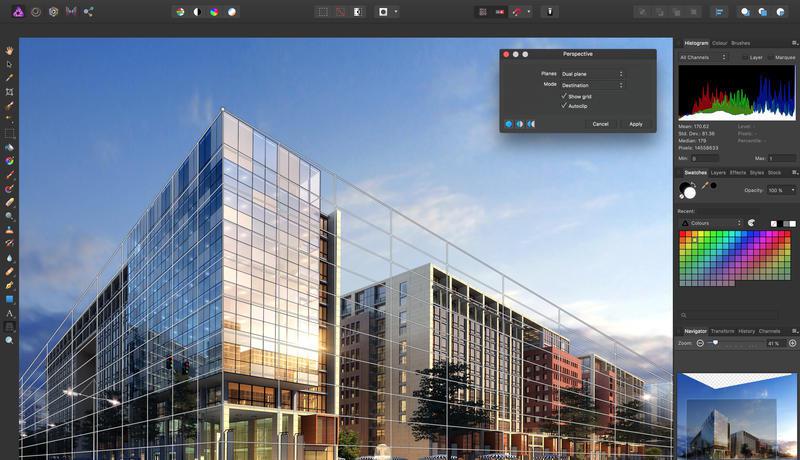 Perspective
Planes Dual plane
Mode Destination
Show grid
Autoclip
Cancel Apply
Histogram Colour Brushes
All Channels Layer Marquee
Mean: 170.62 Level: -
Std. Dev.: 81.36 Pixels: -
Median: 179 Percentile: -
Pixels: 14558633
Min: 0 Max: 1
Swatches Layers Effects Styles Stock
Opacity: 100 %
Recent:
Colours
Navigator Transform History Channels
Zoom: 41 %